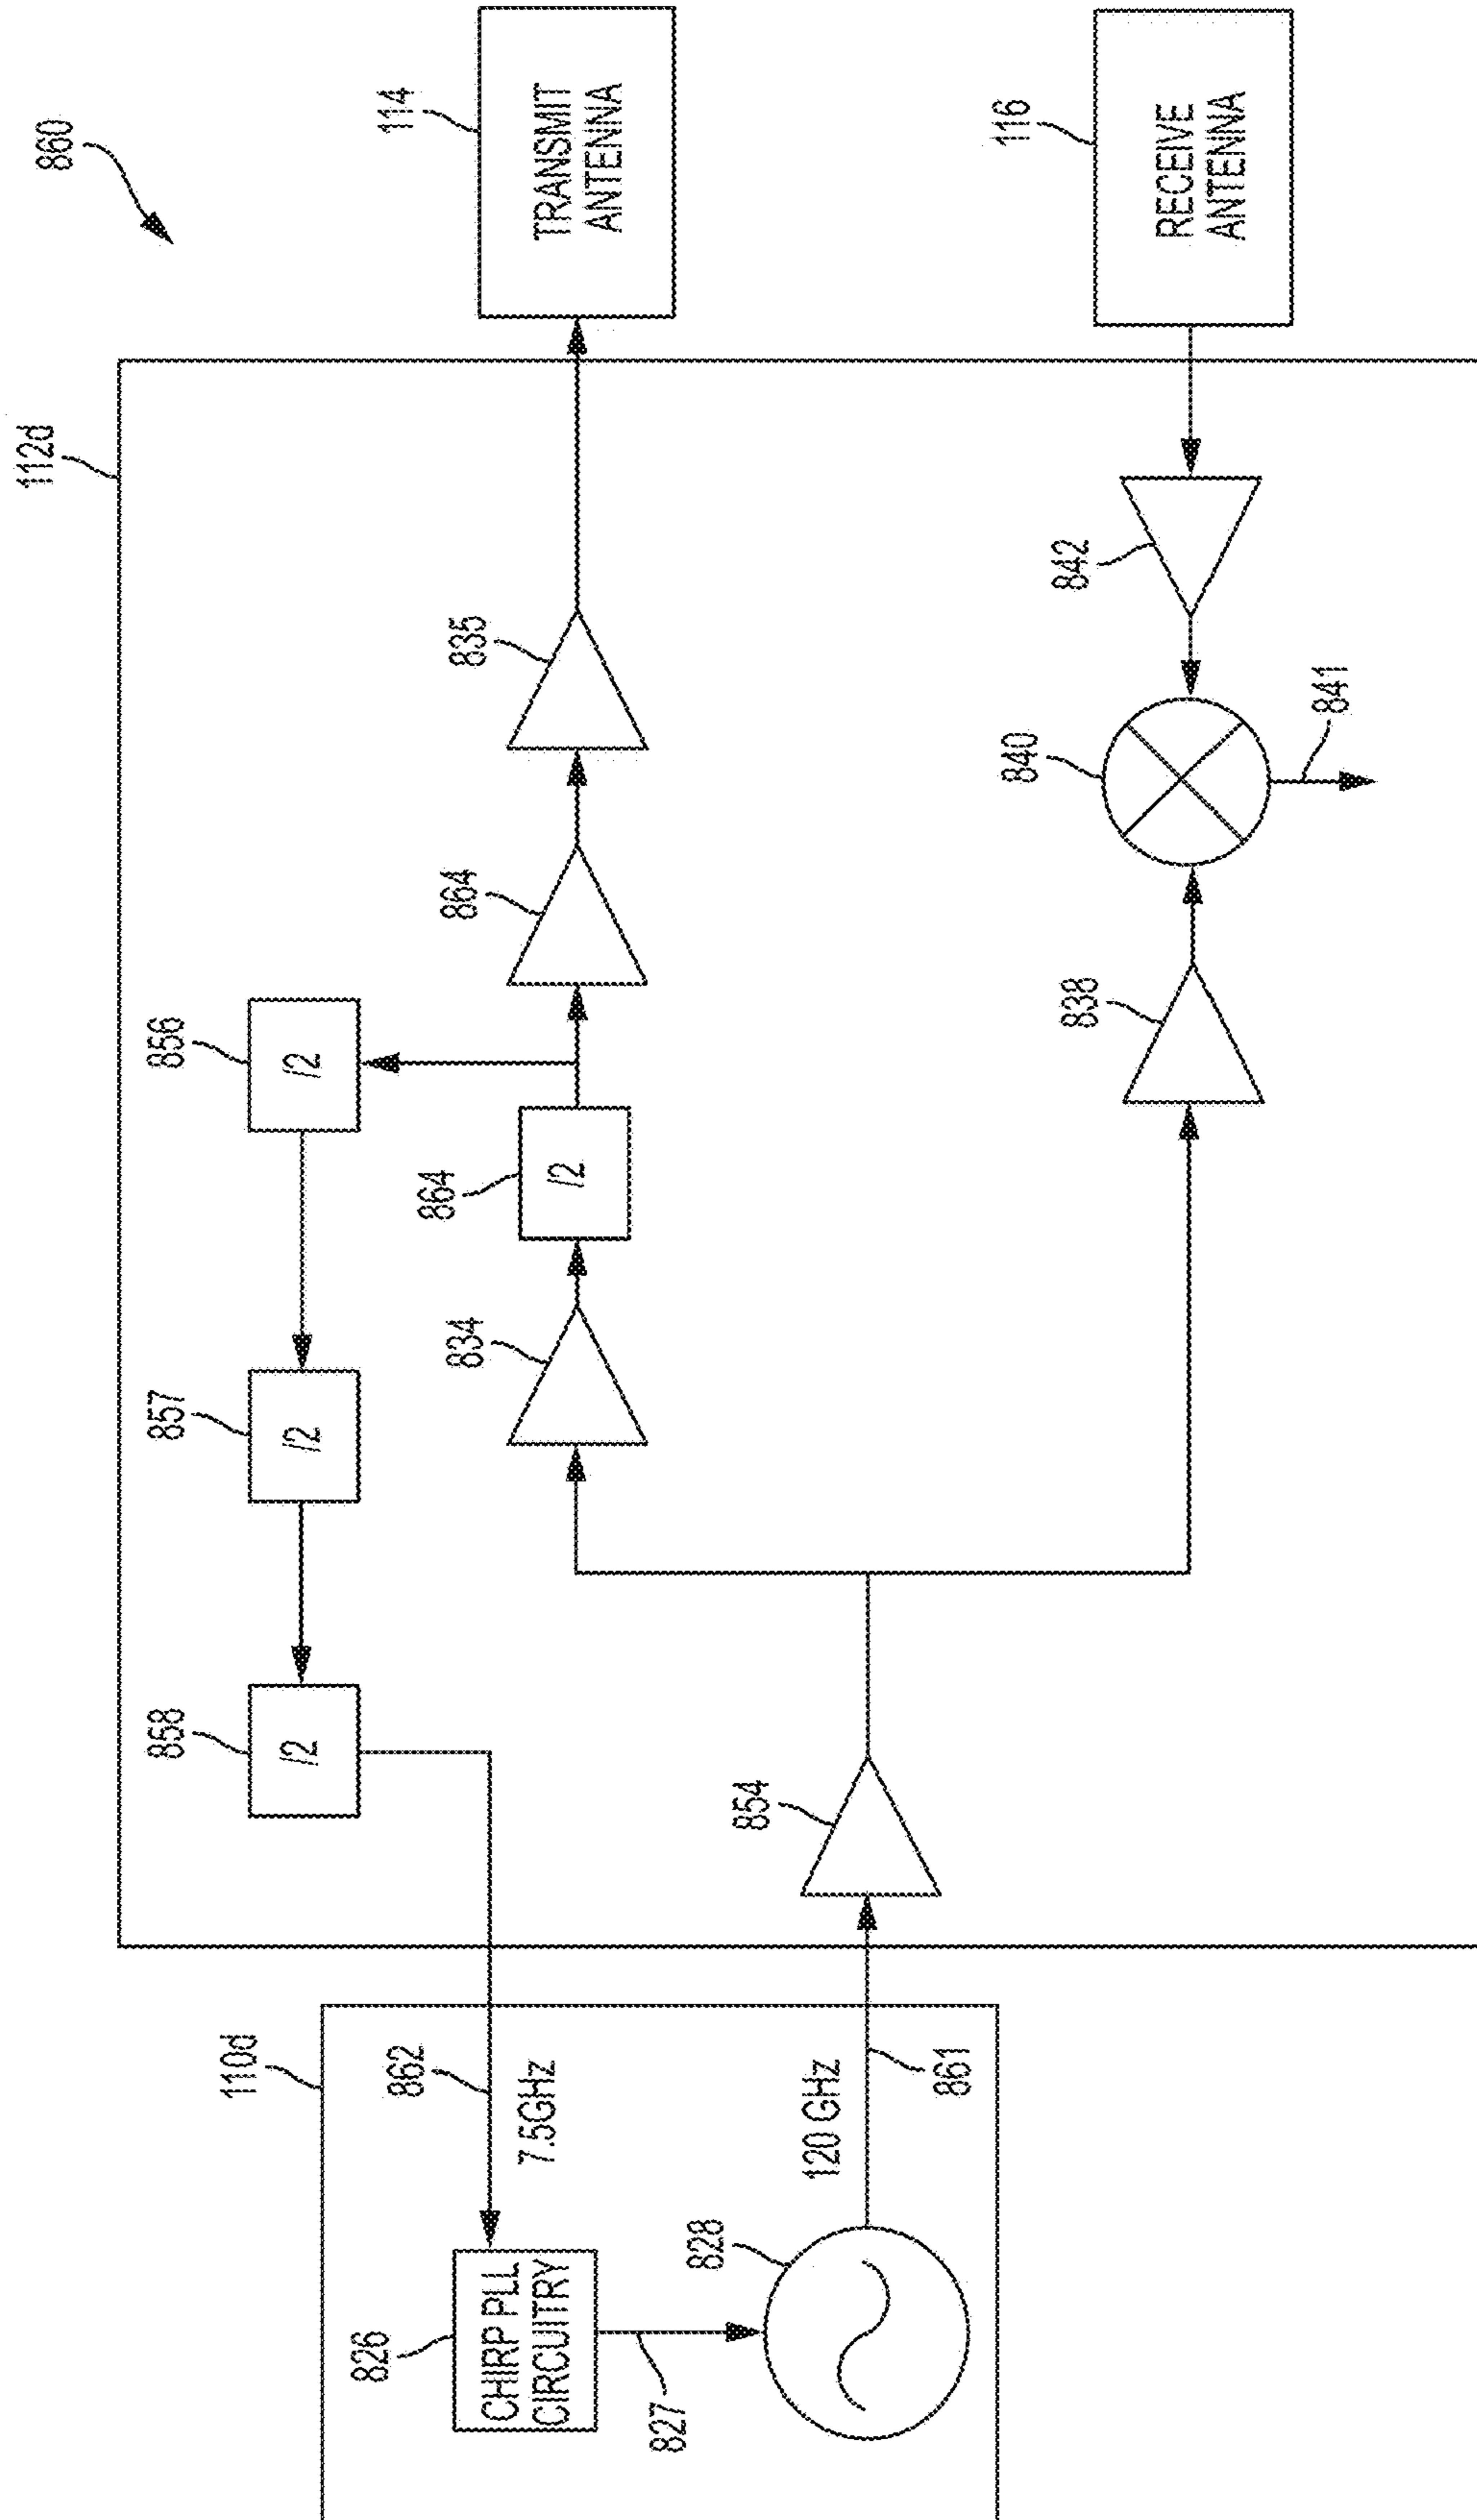 860
112d
114
TRANSMIT
ANTENNA
116
RECEIVE
ANTENNA
858
/2
857
/2
856
/2
834
864
/2
864
835
854
838
840
841
842
110d
862
7.5GHz
826
CHIRP PLL
CIRCUITRY
827
828
120 GHz
861